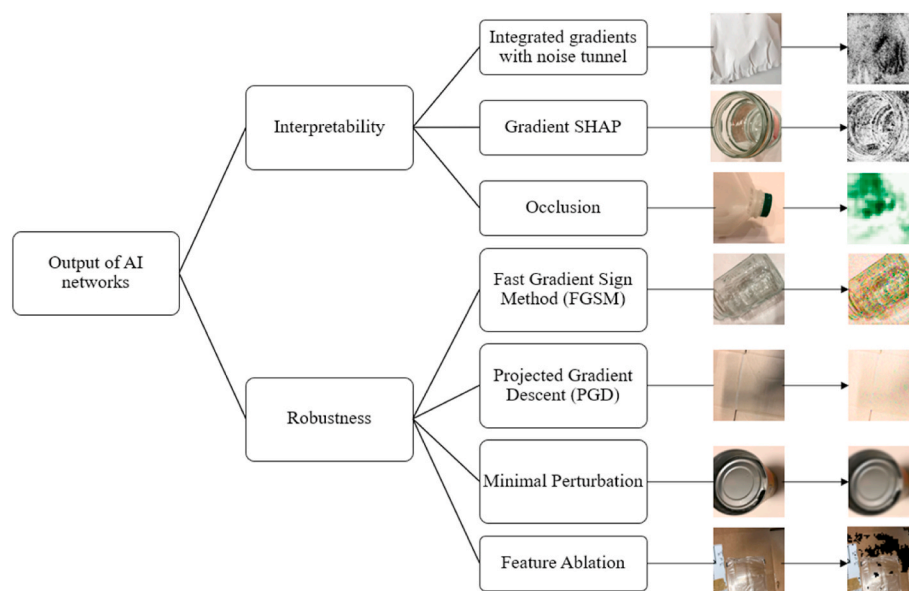 Integrated gradients
with noise tunnel
Interpretability
Gradient SHAP
Occlusion
Output of AI
networks
Fast Gradient Sign
Method (FGSM)
Projected Gradient
Descent (PGD)
Robustness
Minimal Perturbation
Feature Ablation